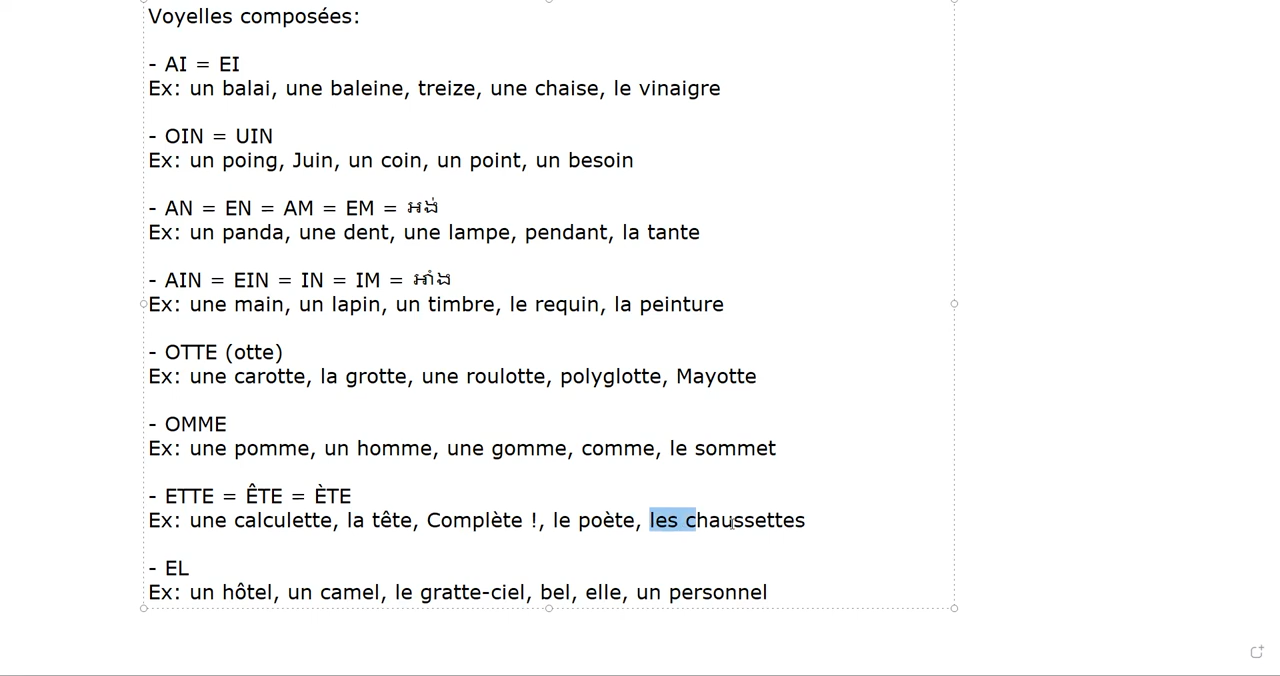 Voyelles composées:
- AI = EI
Ex: un balai, une baleine, treize, une chaise, le vinaigre
- OIN = UIN
Ex: un poing, Juin, un coin, un point, un besoin
- AN = EN = AM = EM = អង់
Ex: un panda, une dent, une lampe, pendant, la tante
- AIN = EIN = IN = IM = អាំង
Ex: une main, un lapin, un timbre, le requin, la peinture
- OTTE (otte)
Ex: une carotte, la grotte, une roulotte, polyglotte, Mayotte
- OMME
Ex: une pomme, un homme, une gomme, comme, le sommet
- ETTE = ÊTE = ÈTE
Ex: une calculette, la tête, Complète !, le poète, les chaussettes
- EL
Ex: un hôtel, un camel, le gratte-ciel, bel, elle, un personnel